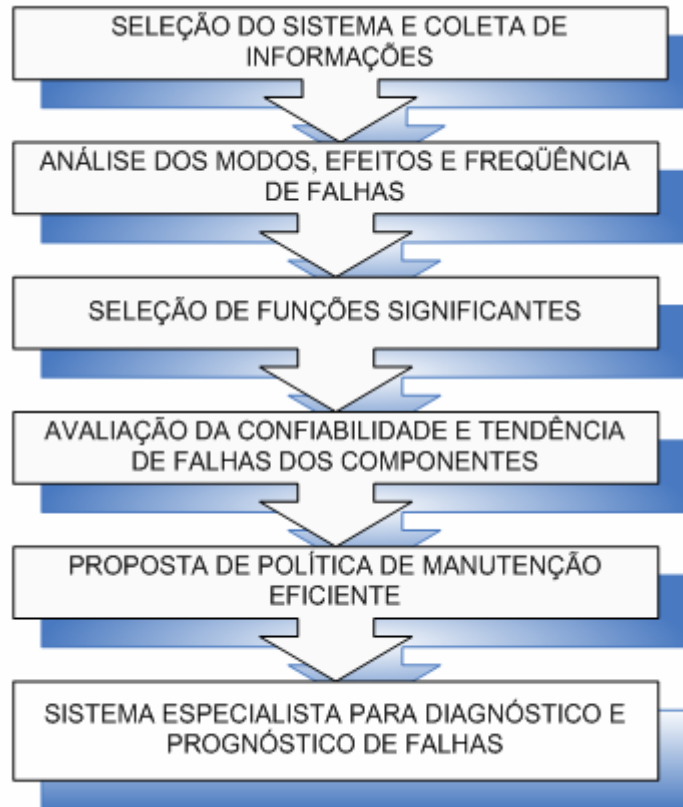 SELEÇÃO DO SISTEMA E COLETA DE
INFORMAÇÕES
ANÁLISE DOS MODOS, EFEITOS E FREQÜÊNCIA
DE FALHAS
SELEÇÃO DE FUNÇÕES SIGNIFICANTES
AVALIAÇÃO DA CONFIABILIDADE E TENDÊNCIA
DE FALHAS DOS COMPONENTES
PROPOSTA DE POLÍTICA DE MANUTENÇÃO
EFICIENTE
SISTEMA ESPECIALISTA PARA DIAGNÓSTICO E
PROGNÓSTICO DE FALHAS